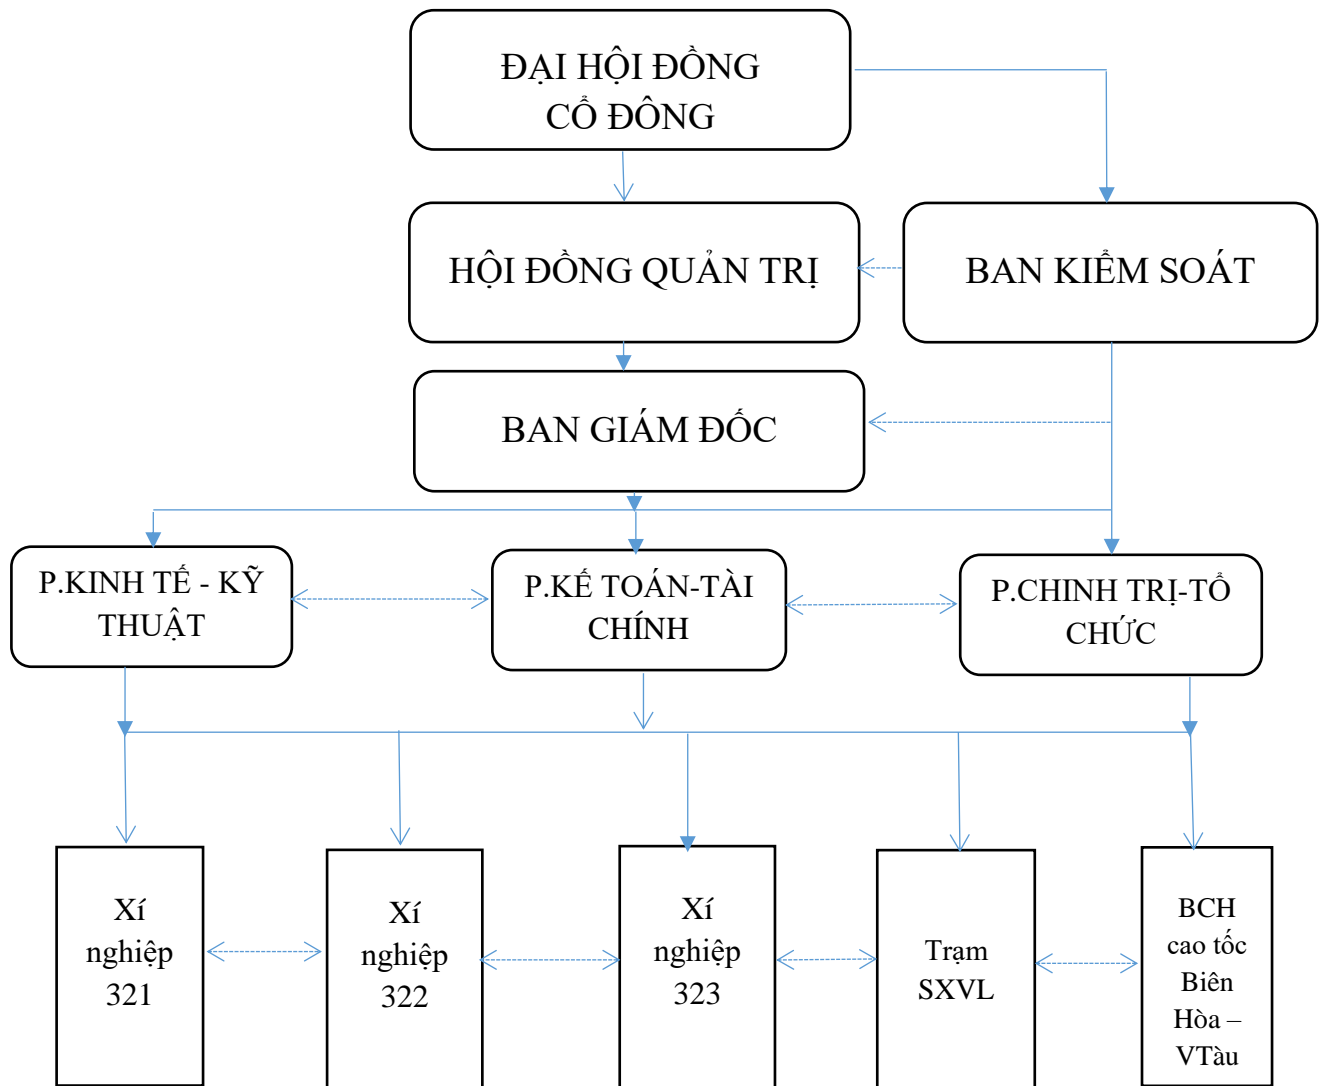 ĐẠI HỘI ĐỒNG
CỔ ĐÔNG
HỘI ĐỒNG QUẢN TRỊ
BAN KIỂM SOÁT
BAN GIÁM ĐỐC
P.KINH TẾ - KỸ
THUẬT
P.KẾ TOÁN-TÀI
CHÍNH
P.CHINH TRỊ-TỔ
CHỨC
Xí
nghiệp
321
Xí
nghiệp
322
Xí
nghiệp
323
Trạm
SXVL
BCH
cao tốc
Biên
Hòa –
VTàu